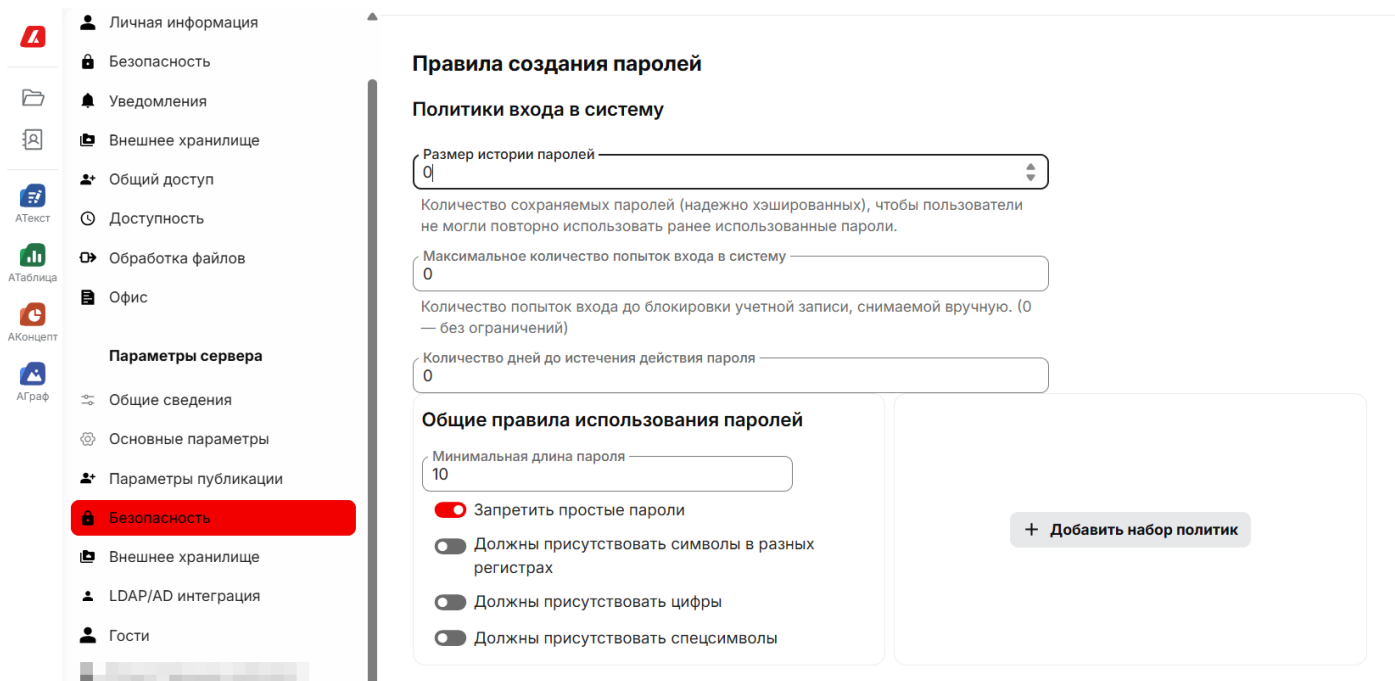 Личная информация
Безопасность
Уведомления
Внешнее хранилище
Общий доступ
Доступность
Обработка файлов
Офис
АТекст
АТаблица
АКонцепт
АГраф
Параметры сервера
Общие сведения
Основные параметры
Параметры публикации
Безопасность
Внешнее хранилище
LDAP/AD интеграция
Гости
Правила создания паролей
Политики входа в систему
Размер истории паролей
0
Количество сохраняемых паролей (надежно хэшированных), чтобы пользователи
не могли повторно использовать ранее использованные пароли.
Максимальное количество попыток входа в систему
0
Количество попыток входа до блокировки учетной записи, снимаемой вручную. (0
— без ограничений)
Количество дней до истечения действия пароля
0
Общие правила использования паролей
Минимальная длина пароля
10
Запретить простые пароли
Должны присутствовать символы в разных
регистрах
Должны присутствовать цифры
Должны присутствовать спецсимволы
+ Добавить набор политик